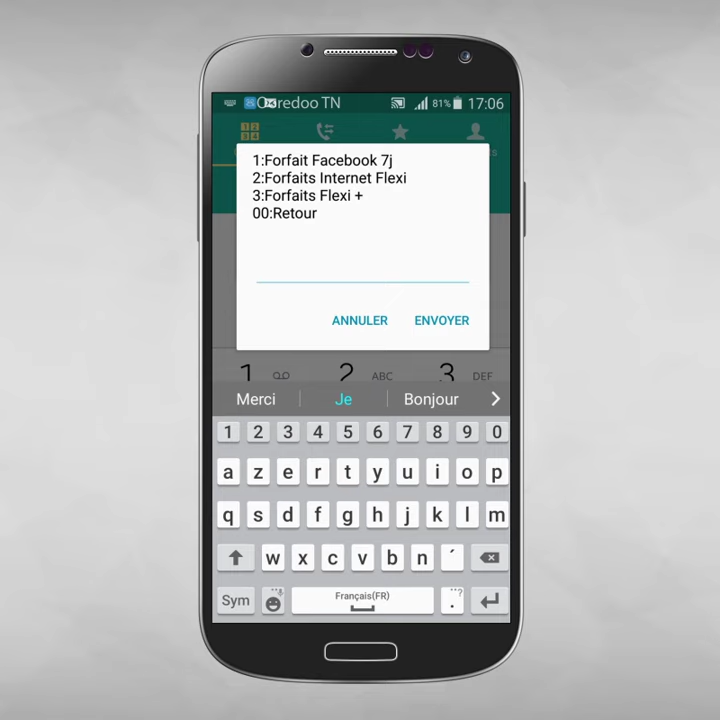 Ooredoo TN 81% 17:06
1:Forfait Facebook 7j
2:Forfaits Internet Flexi
3:Forfaits Flexi +
00:Retour
ANNULER ENVOYER
1 2 ABC 3 DEF
Merci Je Bonjour
1 2 3 4 5 6 7 8 9 0
a z e r t y u i o p
q s d f g h j k l m
w x c v b n ´
Sym Français(FR) . ...?